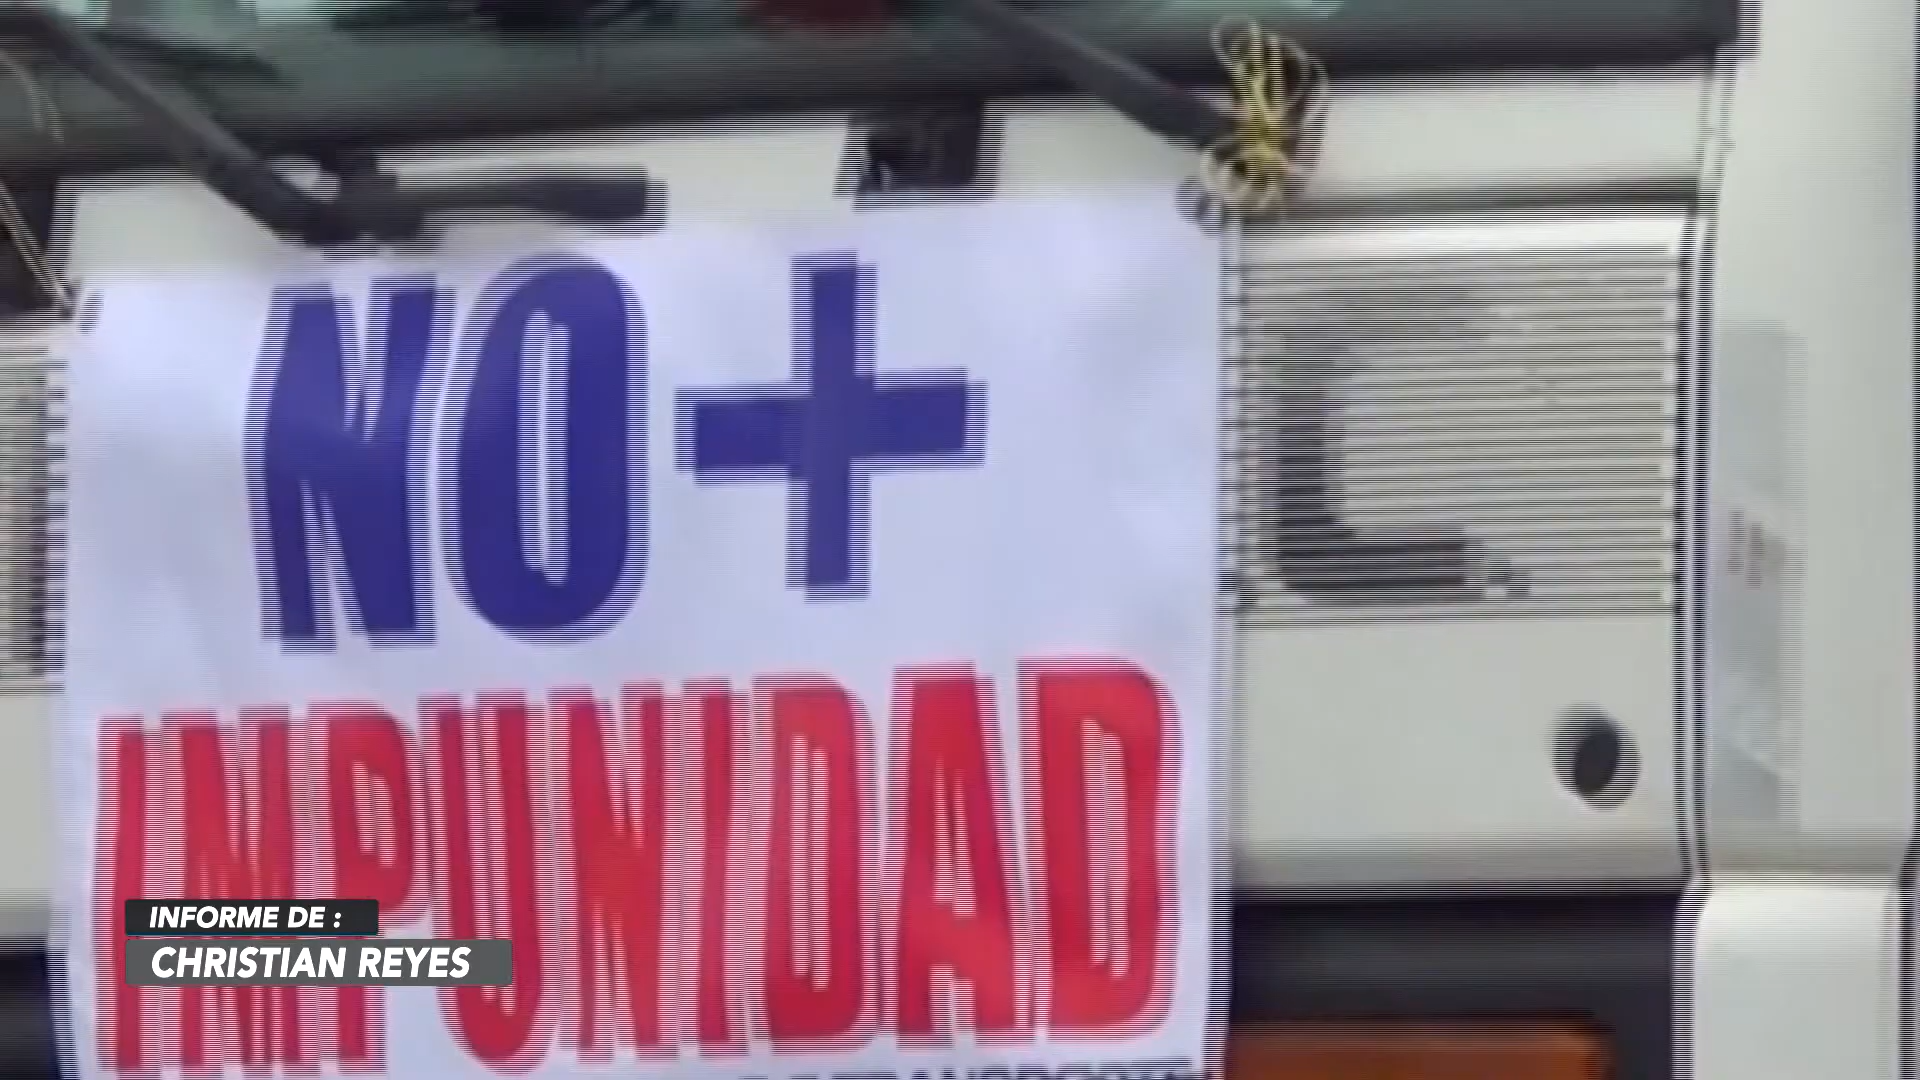 NO+
IMPUNIDAD
INFORME DE :
CHRISTIAN REYES